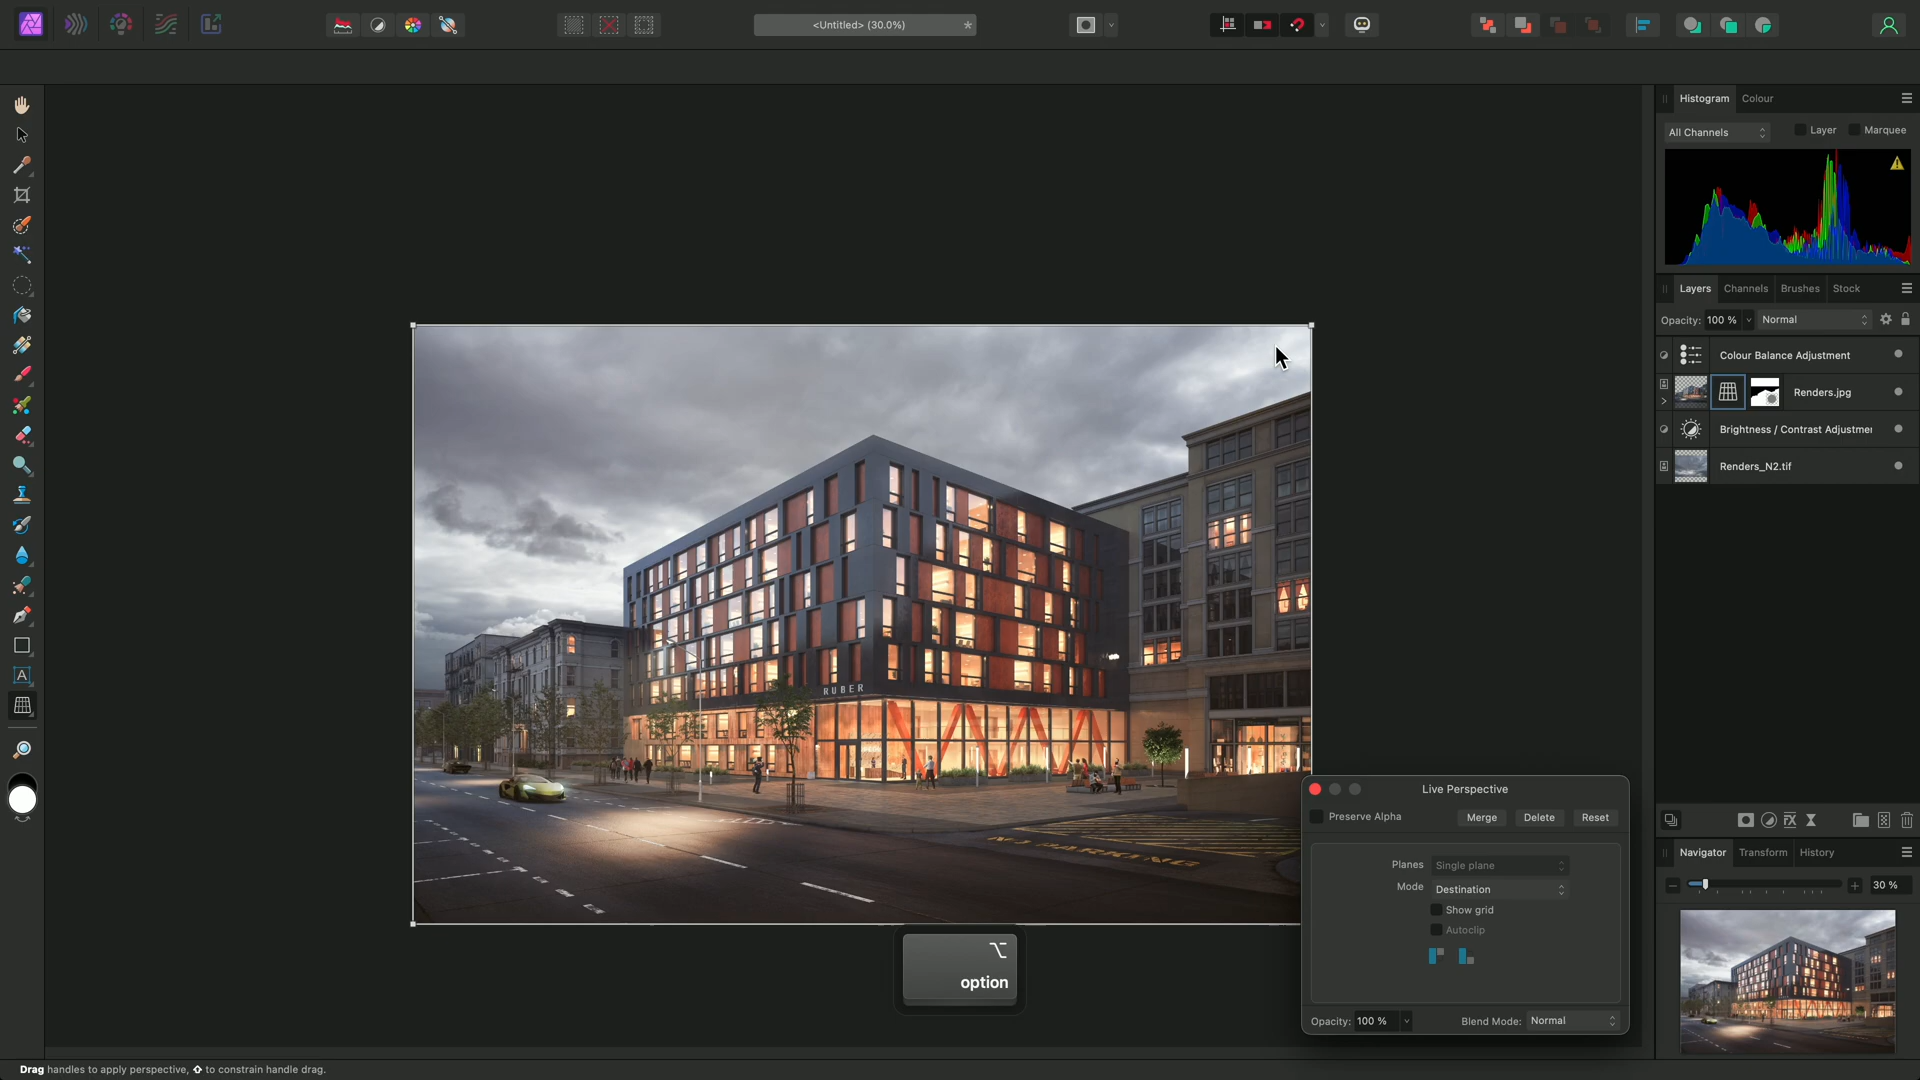 <Untitled> (30.0%)
*
Histogram Colour
All Channels
Layer
Marquee
Layers Channels Brushes Stock
Opacity: 100 % Normal
Colour Balance Adjustment
Renders.jpg
Brightness / Contrast Adjustmer
Renders_N2.tif
RUBER
Live Perspective
Preserve Alpha
Merge
Delete
Reset
Planes Single plane
Mode Destination
Show grid
Autoclip
Opacity: 100 %
Blend Mode: Normal
Navigator Transform History
30 %
⌥
option
Drag handles to apply perspective, ⇧ to constrain handle drag.